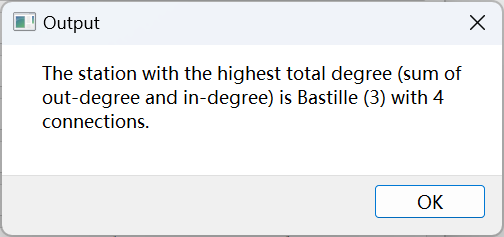 Output
The station with the highest total degree (sum of
out-degree and in-degree) is Bastille (3) with 4
connections.
OK